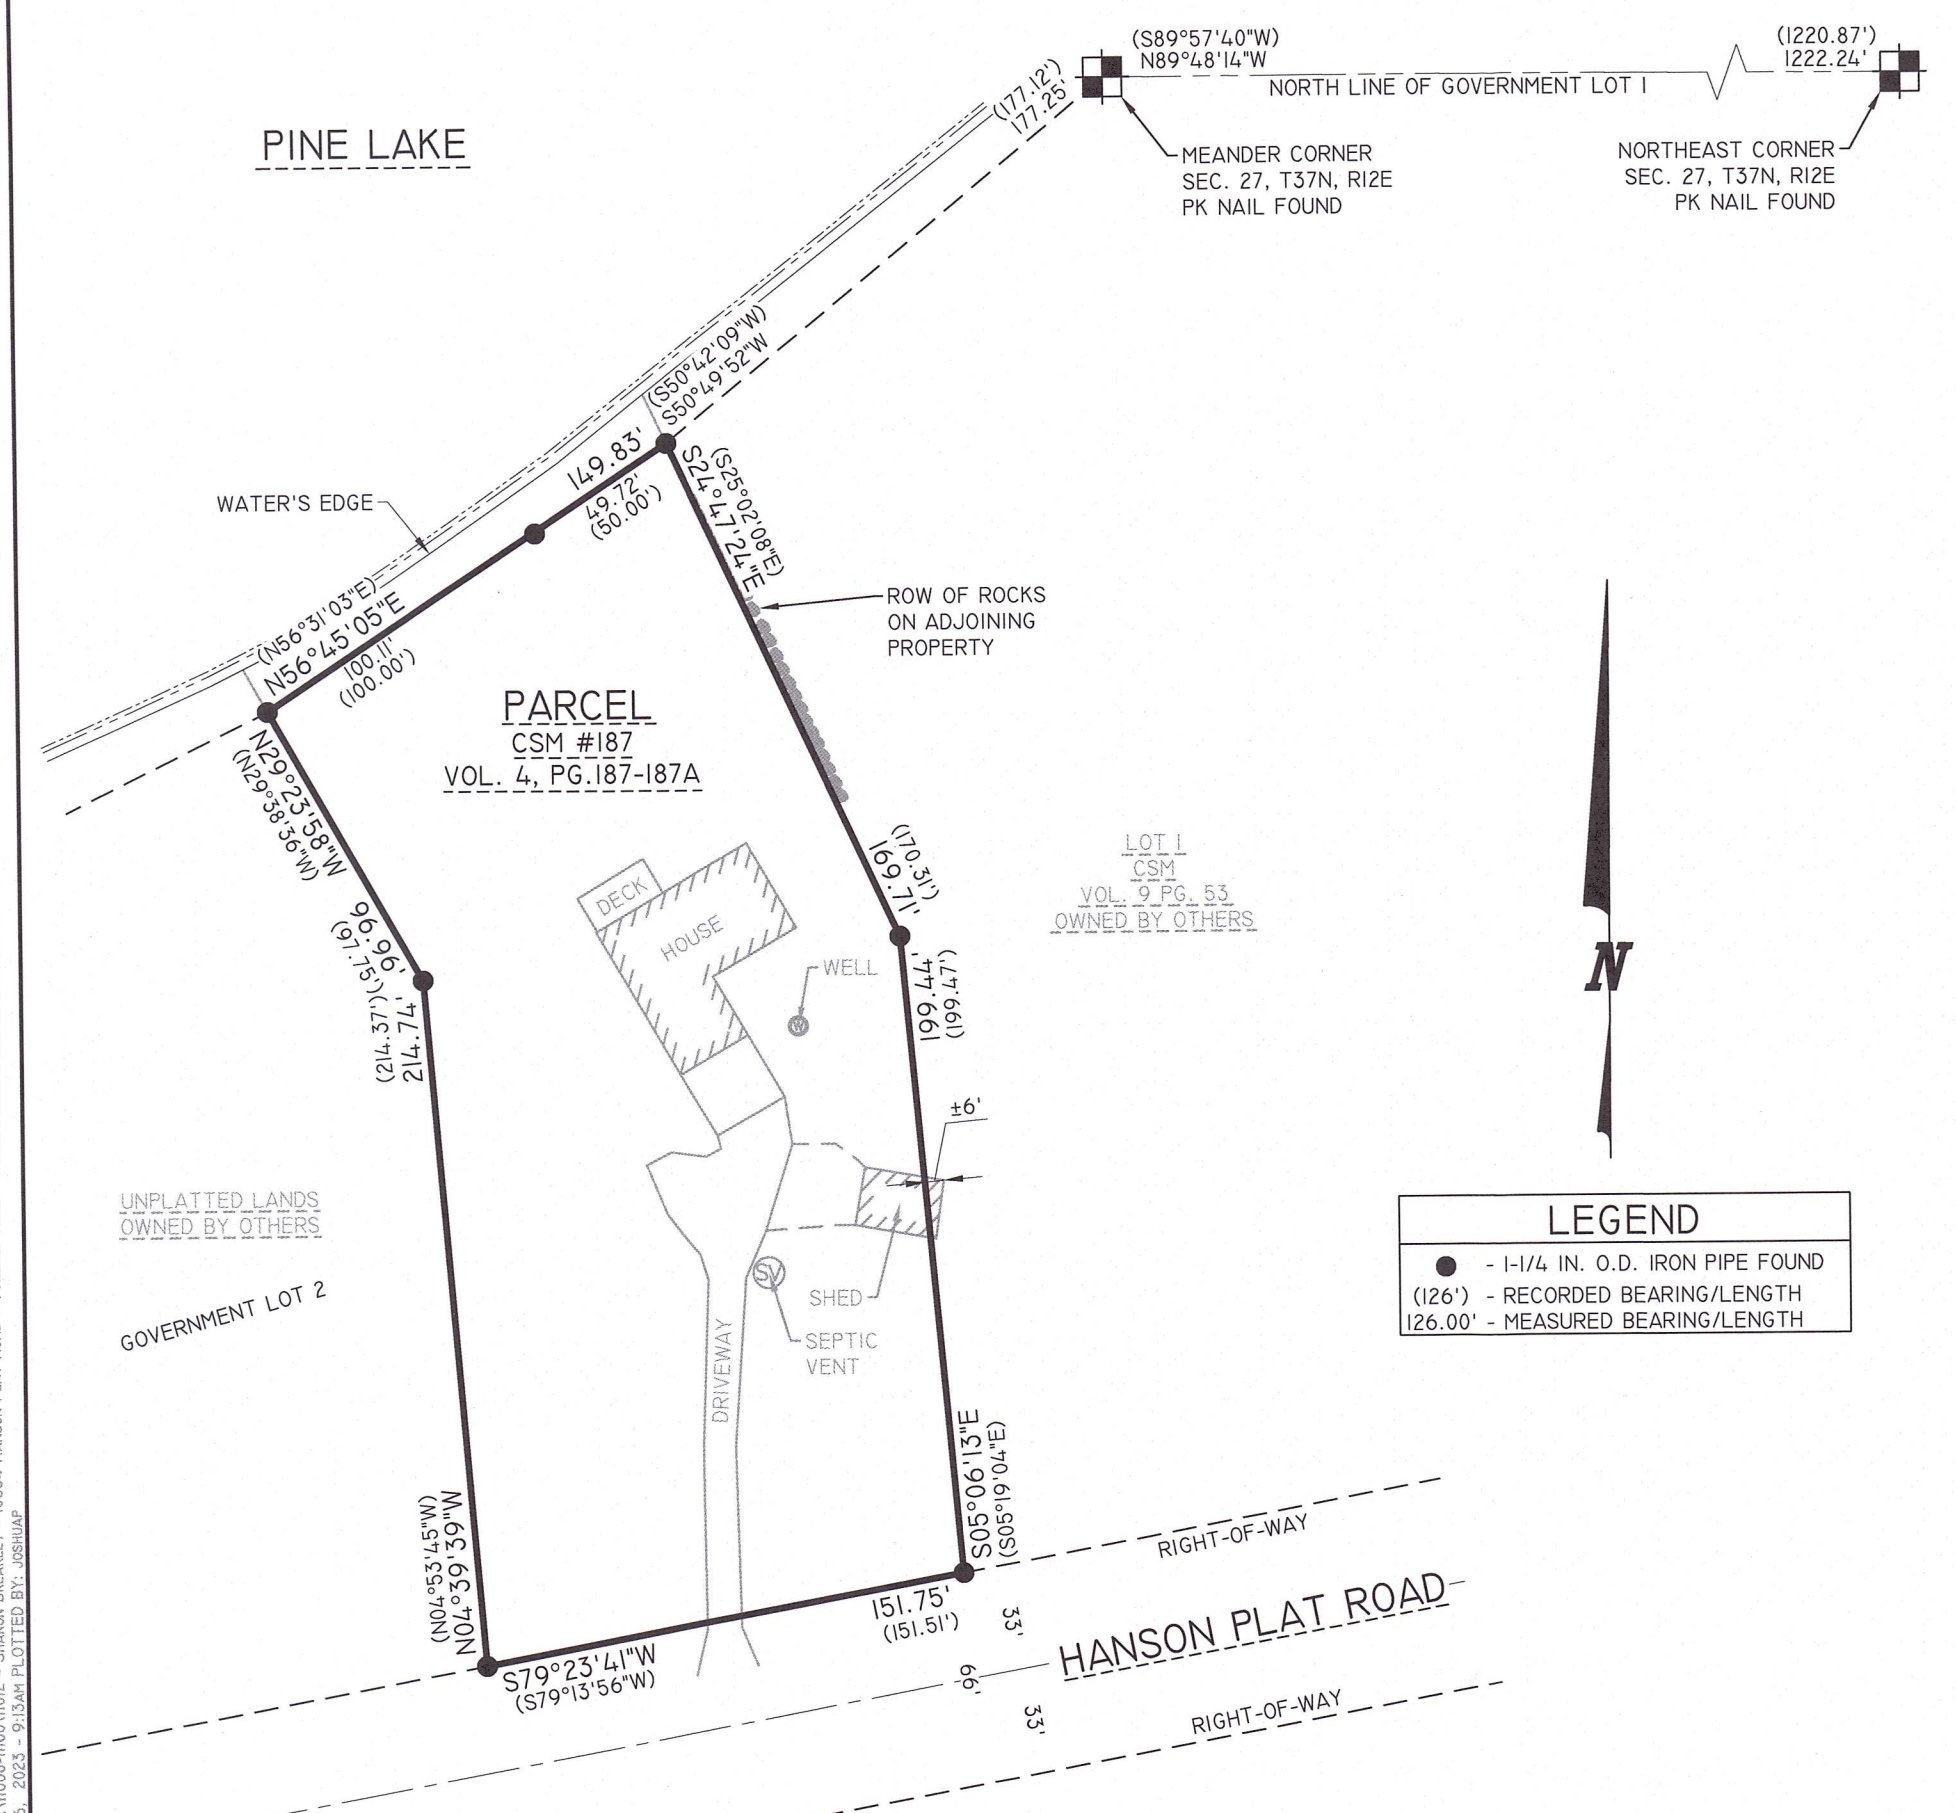 (S89°57'40"W)
N89°48'14"W
(1220.87')
1222.24'
NORTH LINE OF GOVERNMENT LOT 1
(177.12')
177.25'
PINE LAKE
MEANDER CORNER
SEC. 27, T37N, R12E
PK NAIL FOUND
NORTHEAST CORNER
SEC. 27, T37N, R12E
PK NAIL FOUND
(S50°42'09"W)
S50°49'52"W
149.83'
49.72'
(50.00')
WATER'S EDGE
(S25°02'08"E)
S24°47'24"E
ROW OF ROCKS
ON ADJOINING
PROPERTY
(N56°31'03"E)
N56°45'05"E
100.11'
(100.00')
PARCEL
CSM #187
VOL. 4, PG.187-187A
N29°23'58"W
(N29°38'36"W)
96.96'
(97.75')
(170.31')
169.71'
LOT 1
CSM
VOL. 9 PG. 53
OWNED BY OTHERS
DECK
HOUSE
WELL
W
199.44'
(199.47')
(214.37')
214.74'
N
±6'
UNPLATTED LANDS
OWNED BY OTHERS
GOVERNMENT LOT 2
SV
SHED
SEPTIC
VENT
DRIVEWAY
LEGEND
- 1-1/4 IN. O.D. IRON PIPE FOUND
(126') - RECORDED BEARING/LENGTH
126.00' - MEASURED BEARING/LENGTH
(N04°53'45"W)
N04°39'39"W
S05°06'13"E
(S05°19'04"E)
RIGHT-OF-WAY
151.75'
(151.51')
S79°23'41"W
(S79°13'56"W)
33'
66'
33'
HANSON PLAT ROAD
RIGHT-OF-WAY
2023 - 9:13AM PLOTTED BY: JOSHUAP